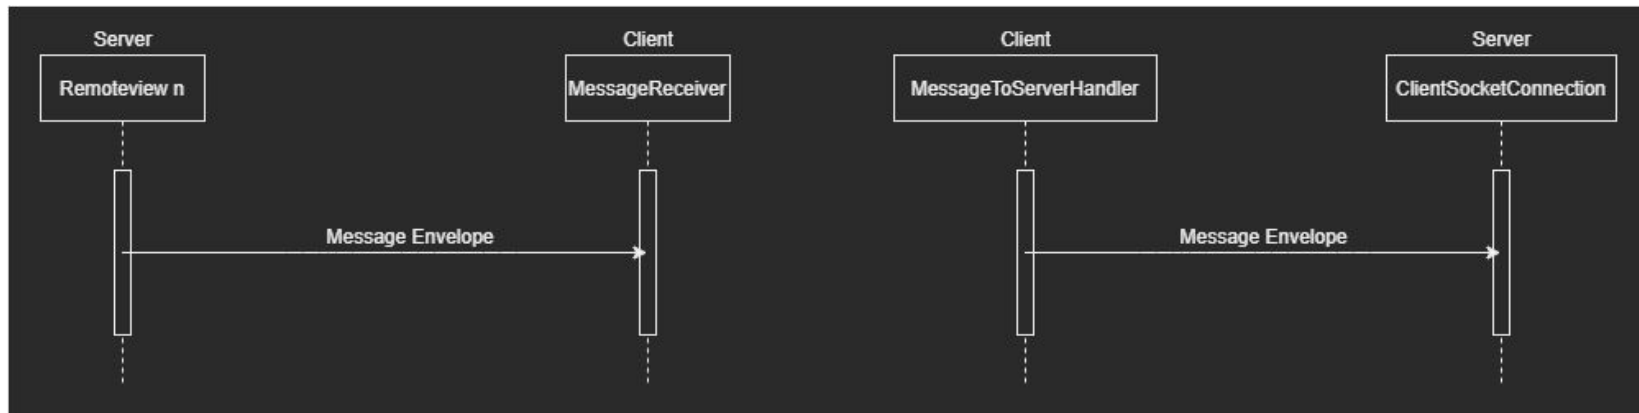 Server
Client
Client
Server
Remoteview n
MessageReceiver
MessageToServerHandler
ClientSocketConnection
Message Envelope
Message Envelope